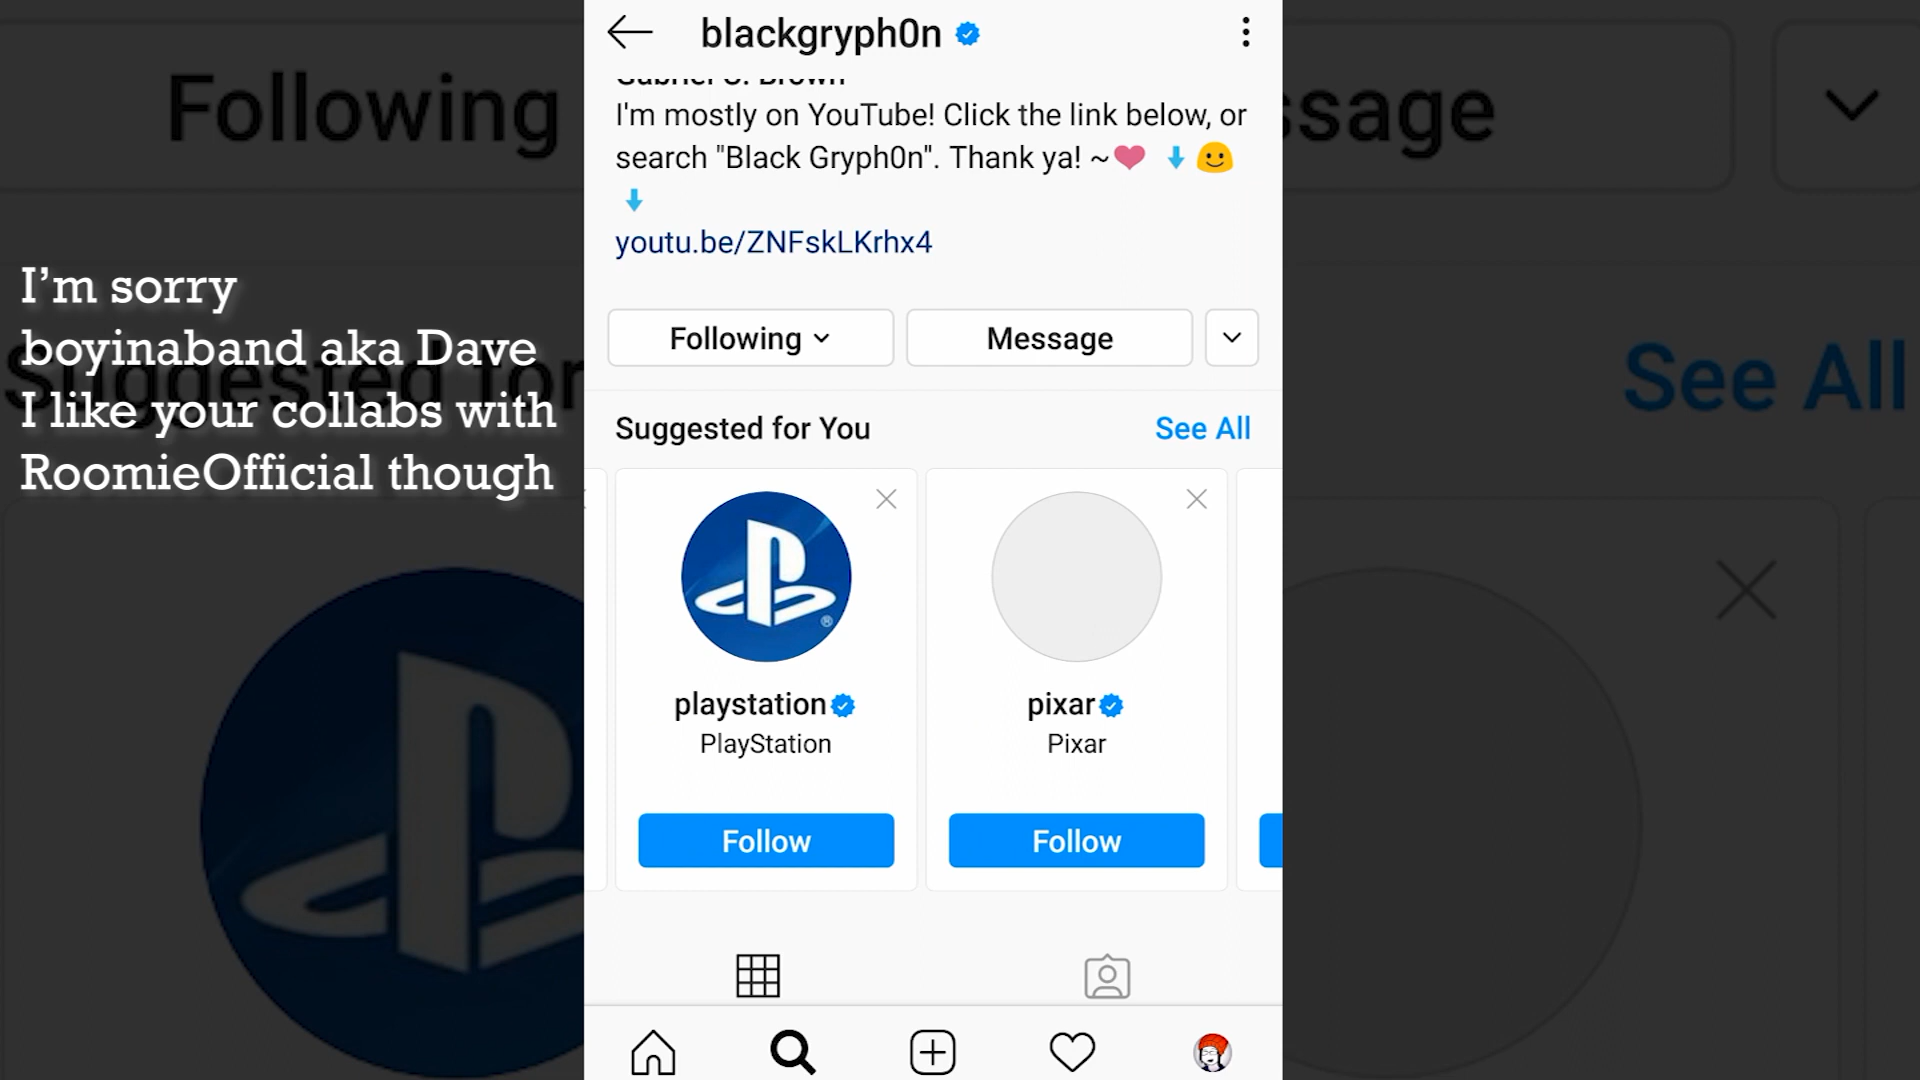 blackgryph0n
Gabriel C. Brown
I'm mostly on YouTube! Click the link below, or
search "Black Gryph0n". Thank ya! ~❤ ⬇🙂
⬇
youtu.be/ZNFskLKrhx4
Following
Message
Suggested for You
See All
playstation
PlayStation
Follow
pixar
Pixar
Follow
I'm sorry
boyinaband aka Dave
I like your collabs with
RoomieOfficial though
Following
ssage
Suggested for
See All